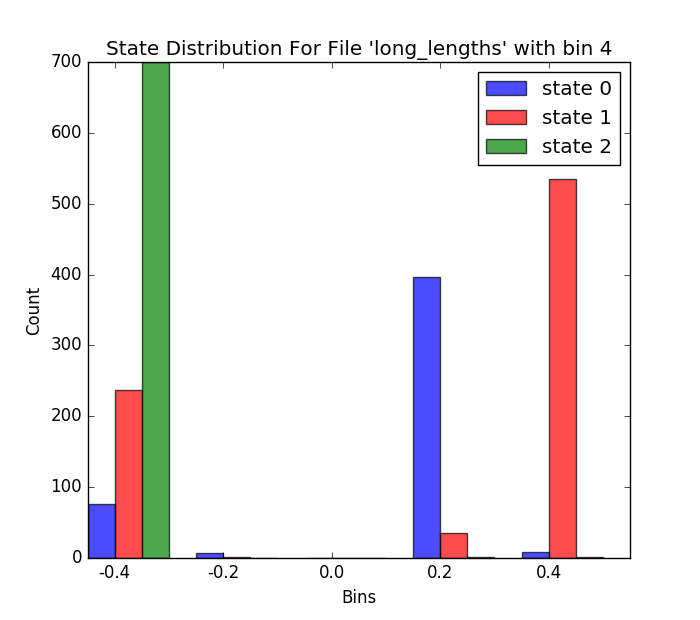 State Distribution For File 'long_lengths' with bin 4
700
600
500
400
300
200
100
0
Count
state 0
state 1
state 2
-0.4 -0.2 0.0 0.2 0.4
Bins